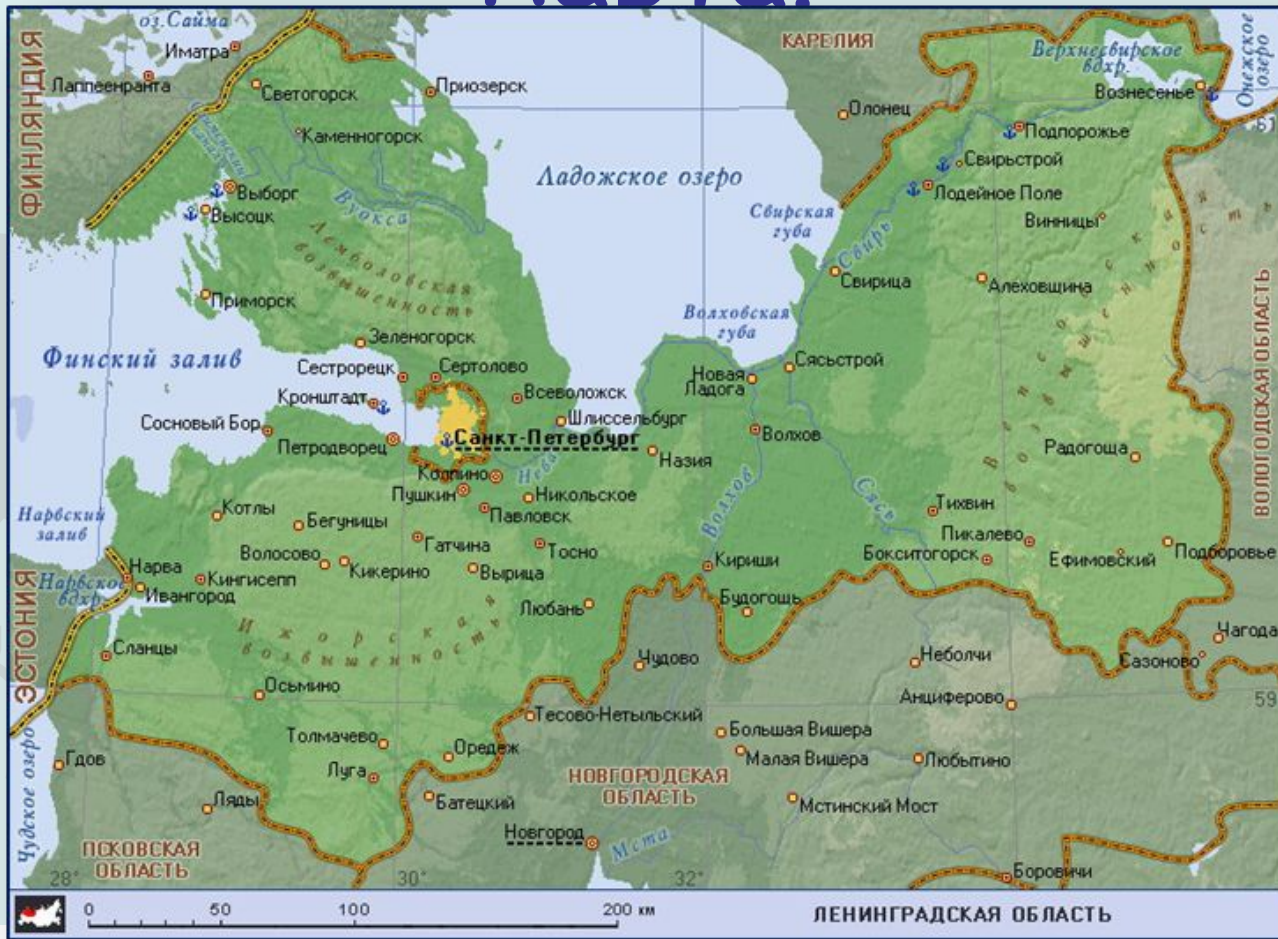 оз.Сайма
Иматра
Лаппеенранта
ФИНЛЯНДИЯ
Светогорск
Приозерск
Каменногорск
Выборг
Высоцк
Вуокса
Лемболовская
возвышенность
Приморск
Зеленогорск
Финский залив
Сестрорецк
Сертолово
Кронштадт
Всеволожск
Шлиссельбург
Сосновый Бор
Петродворец
Санкт-Петербург
Назия
Колпино
Нева
Пушкин
Никольское
Павловск
КАРЕЛИЯ
Олонец
Верхнесвирское
вдхр.
Вознесенье
Онежское
озеро
61
Подпорожье
Свирьстрой
Лодейное Поле
Винницы
Ладожское озеро
Свирская
губа
Свирь
Свирица
Алеховщина
Вепсовская
возвышенность
ВОЛОГОДСКАЯ ОБЛАСТЬ
Волховская
губа
Новая
Ладога
Сясьстрой
Волхов
Волхов
Сясь
Радогоща
Тихвин
Пикалево
Бокситогорск
Ефимовский
Подборовье
Нарвский
залив
Котлы
Бегуницы
Волосово
Кикерино
Гатчина
Вырица
Тосно
Кириши
Нарва
Нарвское
вдхр.
Ивангород
Кингисепп
Любань
Будогощь
ЭСТОНИЯ
Ижорская
возвышенность
Сланцы
Чудово
Неболчи
Сазоново
Чагода
Осьмино
Анциферово
59
Тесово-Нетыльский
Толмачево
Оредеж
Большая Вишера
Малая Вишера
Любытино
Гдов
Луга
НОВГОРОДСКАЯ
ОБЛАСТЬ
Чудское озеро
Ляды
Батецкий
Мстинский Мост
Новгород
Мста
ПСКОВСКАЯ
ОБЛАСТЬ
Боровичи
28°
30°
32°
0 50 100 200 км
ЛЕНИНГРАДСКАЯ ОБЛАСТЬ